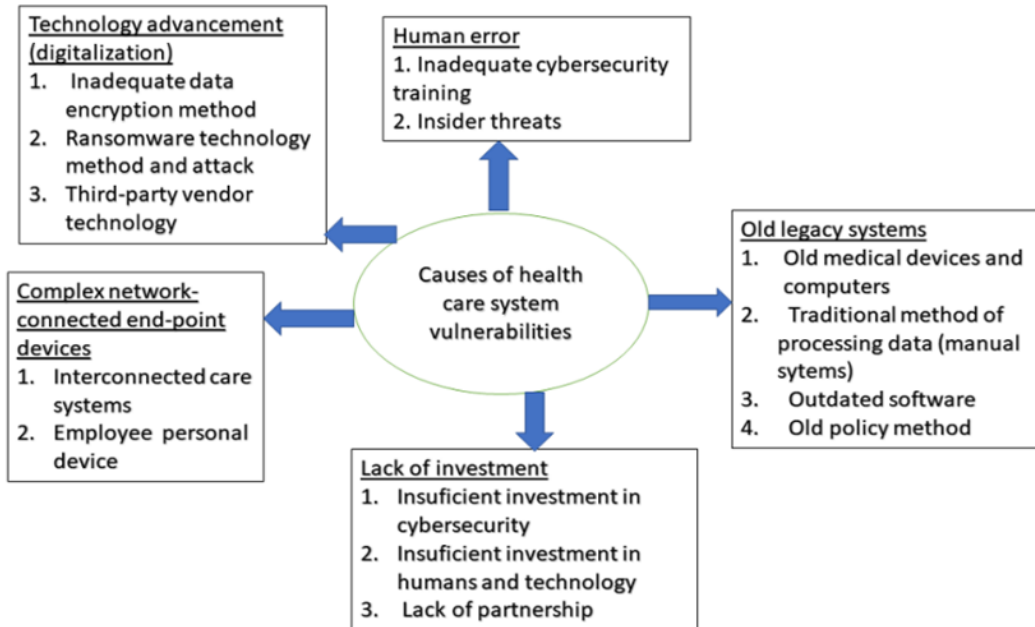 Technology advancement
(digitalization)
1. Inadequate data
encryption method
2. Ransomware technology
method and attack
3. Third-party vendor
technology
Human error
1. Inadequate cybersecurity
training
2. Insider threats
Causes of health
care system
vulnerabilities
Old legacy systems
1. Old medical devices and
computers
2. Traditional method of
processing data (manual
sytems)
3. Outdated software
4. Old policy method
Complex network-
connected end-point
devices
1. Interconnected care
systems
2. Employee personal
device
Lack of investment
1. Insuficient investment in
cybersecurity
2. Insuficient investment in
humans and technology
3. Lack of partnership